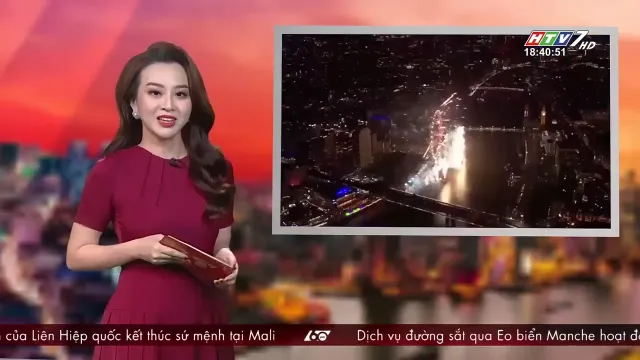 HTV7 HD
18:40:51
n của Liên Hiệp quốc kết thúc sứ mệnh tại Mali 60 Dịch vụ đường sắt qua Eo biển Manche hoạt đ